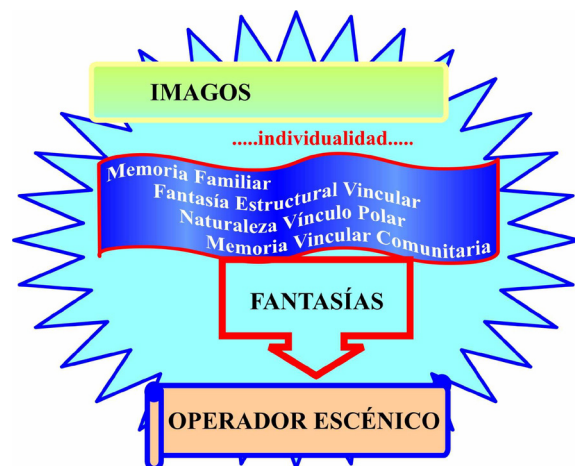 IMAGOS
.....individualidad.....
Memoria Familiar
Fantasía Estructural Vincular
Naturaleza Vínculo Polar
Memoria Vincular Comunitaria
FANTASÍAS
OPERADOR ESCÉNICO